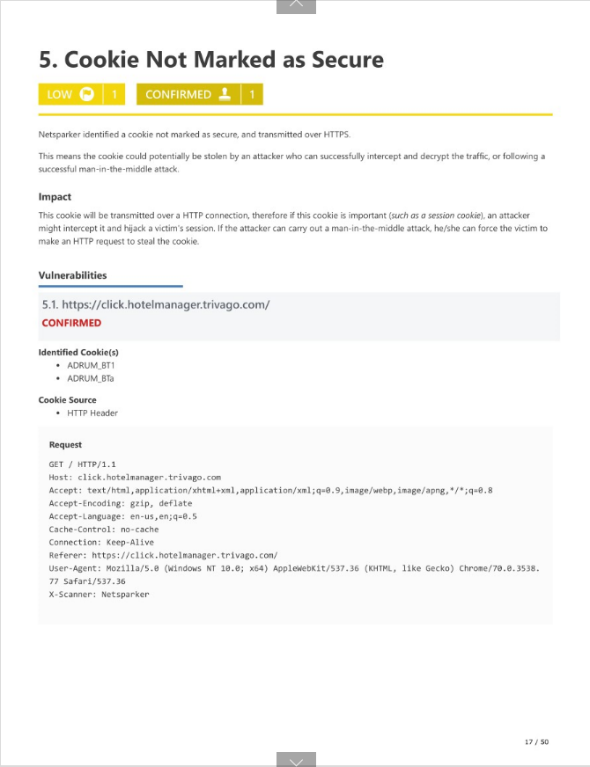 5. Cookie Not Marked as Secure
LOW 1 CONFIRMED 1
Netsparker identified a cookie not marked as secure, and transmitted over HTTPS.
This means the cookie could potentially be stolen by an attacker who can successfully intercept and decrypt the traffic, or following a
successful man-in-the-middle attack.
Impact
This cookie will be transmitted over a HTTP connection, therefore if this cookie is important (such as a session cookie), an attacker
might intercept it and hijack a victim's session. If the attacker can carry out a man-in-the-middle attack, he/she can force the victim to
make an HTTP request to steal the cookie.
Vulnerabilities
5.1. https://click.hotelmanager.trivago.com/
CONFIRMED
Identified Cookie(s)
• ADRUM_BT1
• ADRUM_BTa
Cookie Source
• HTTP Header
Request
GET / HTTP/1.1
Host: click.hotelmanager.trivago.com
Accept: text/html,application/xhtml+xml,application/xml;q=0.9,image/webp,image/apng,*/*;q=0.8
Accept-Encoding: gzip, deflate
Accept-Language: en-us,en;q=0.5
Cache-Control: no-cache
Connection: Keep-Alive
Referer: https://click.hotelmanager.trivago.com/
User-Agent: Mozilla/5.0 (Windows NT 10.0; x64) AppleWebKit/537.36 (KHTML, like Gecko) Chrome/70.0.3538.
77 Safari/537.36
X-Scanner: Netsparker
17 / 50